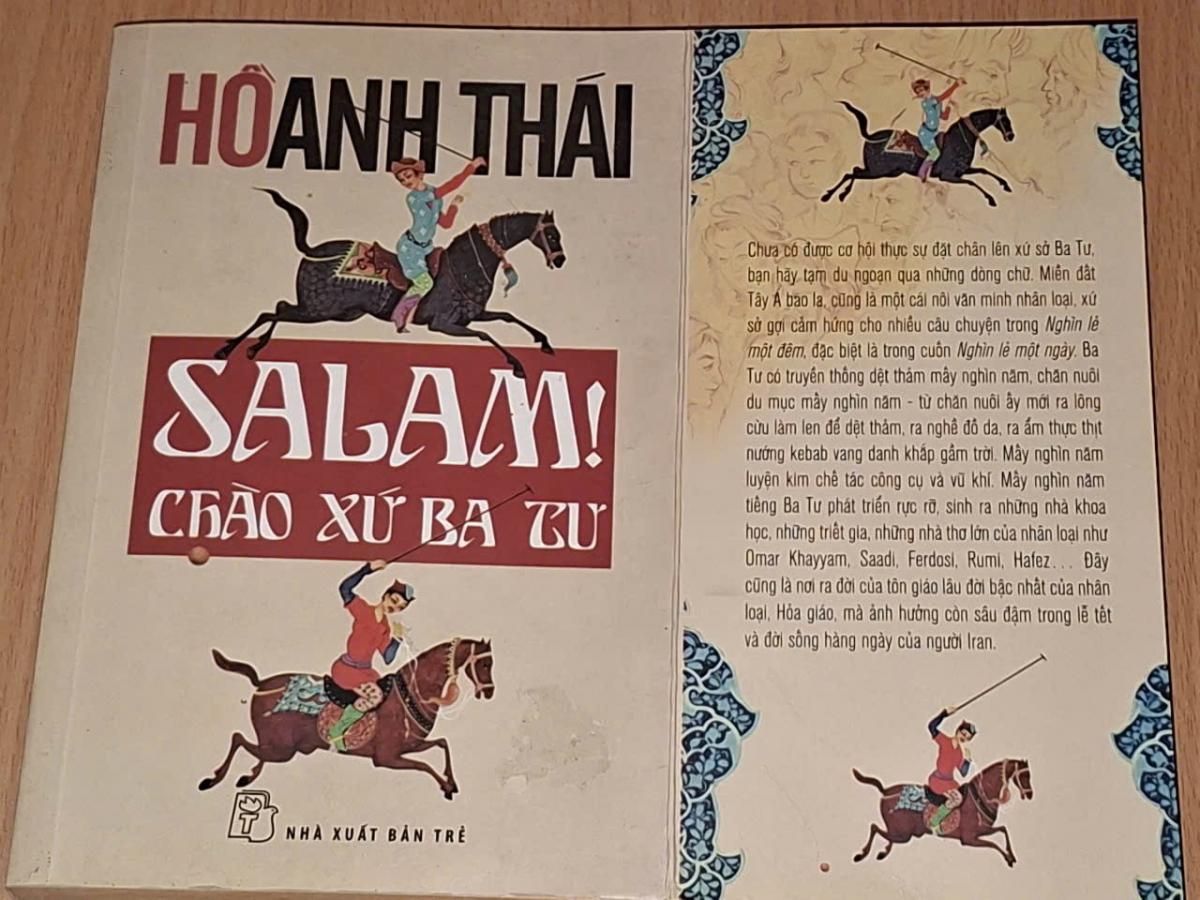 HỒ ANH THÁI
SALAM!
CHÀO XỨ BA TƯ
NHÀ XUẤT BẢN TRẺ
Chưa có được cơ hội thực sự đặt chân lên xứ sở Ba Tư,
bạn hãy tạm du ngoạn qua những dòng chữ. Miền đất
Tây Á bao la, cũng là một cái nôi văn minh nhân loại, xứ
sở gợi cảm hứng cho nhiều câu chuyện trong Nghìn lẻ
một đêm, đặc biệt là trong cuốn Nghìn lẻ một ngày. Ba
Tư có truyền thống dệt thảm mấy nghìn năm, chăn nuôi
du mục mấy nghìn năm - từ chăn nuôi ấy mới ra lông
cừu làm len để dệt thảm, ra nghề đồ da, ra ẩm thực thịt
nướng kebab vang danh khắp gầm trời. Mấy nghìn năm
luyện kim chế tác công cụ và vũ khí. Mấy nghìn năm
tiếng Ba Tư phát triển rực rỡ, sinh ra những nhà khoa
học, những triết gia, những nhà thơ lớn của nhân loại như
Omar Khayyam, Saadi, Ferdosi, Rumi, Hafez... Đây
cũng là nơi ra đời của tôn giáo lâu đời bậc nhất của nhân
loại, Hỏa giáo, mà ảnh hưởng còn sâu đậm trong lễ tết
và đời sống hàng ngày của người Iran.